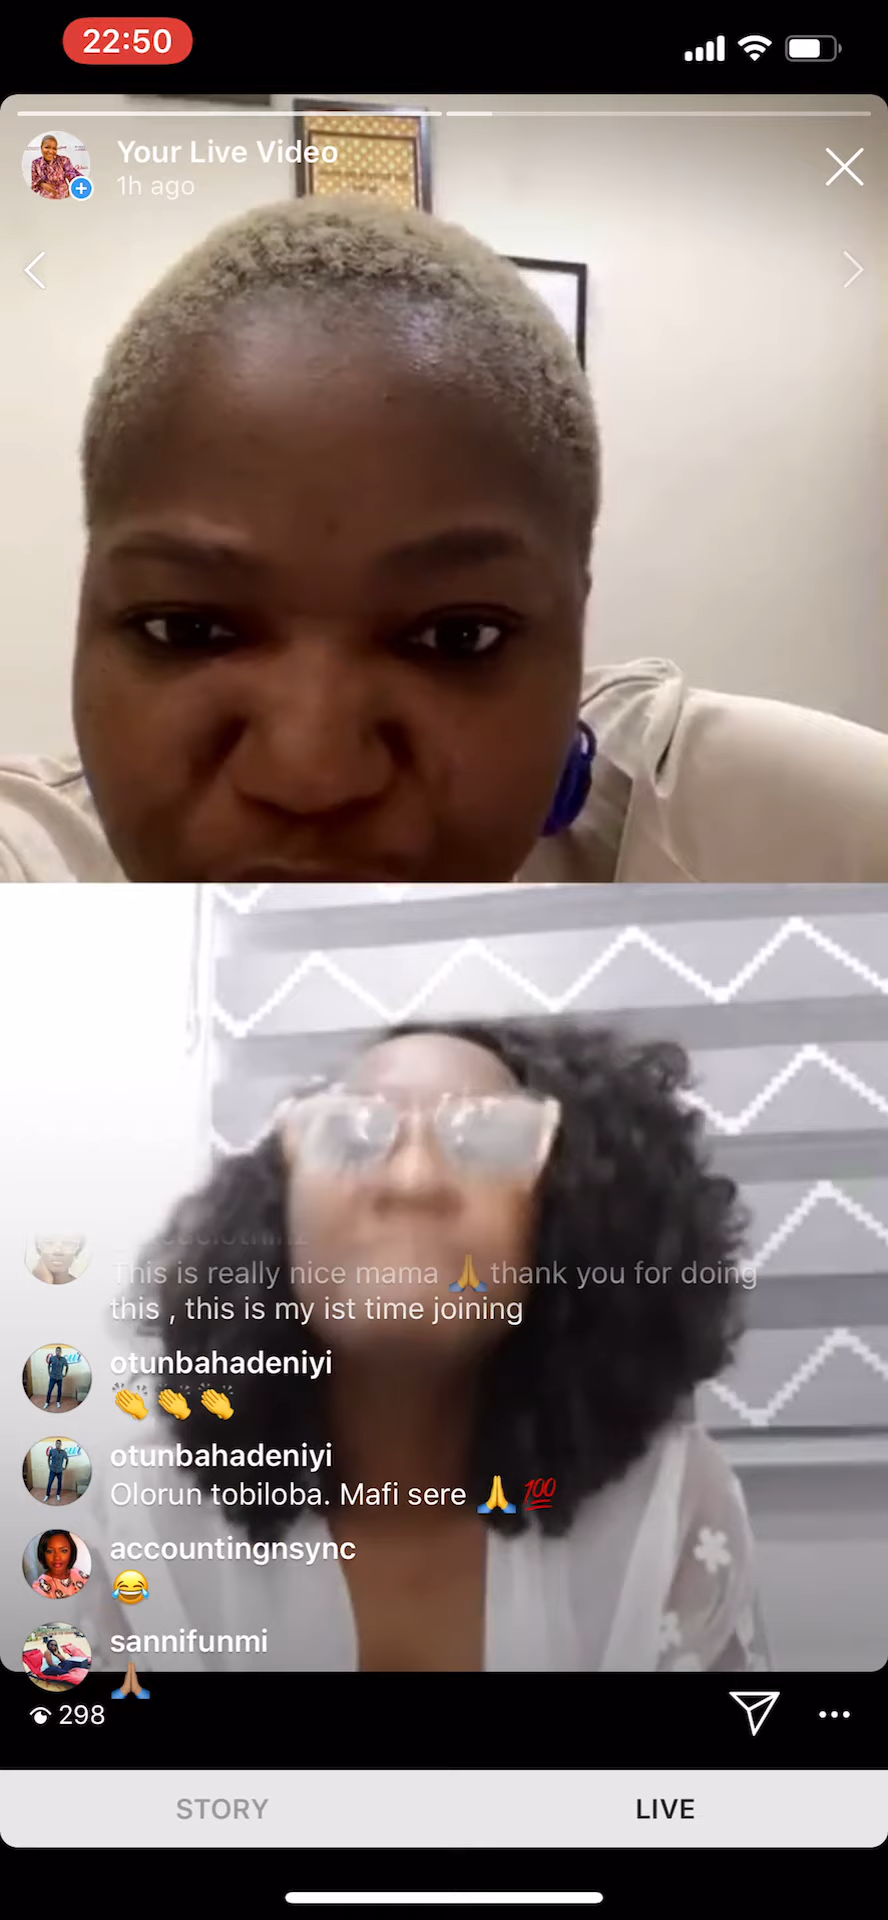 22:50
Your Live Video
1h ago
This is really nice mama 🙏 thank you for doing
this , this is my ist time joining
otunbahadeniyi
👏👏👏
otunbahadeniyi
Olorun tobiloba. Mafi sere 🙏💯
accountingnsync
😂
sannifunmi
🙏🏽
298
STORY
LIVE